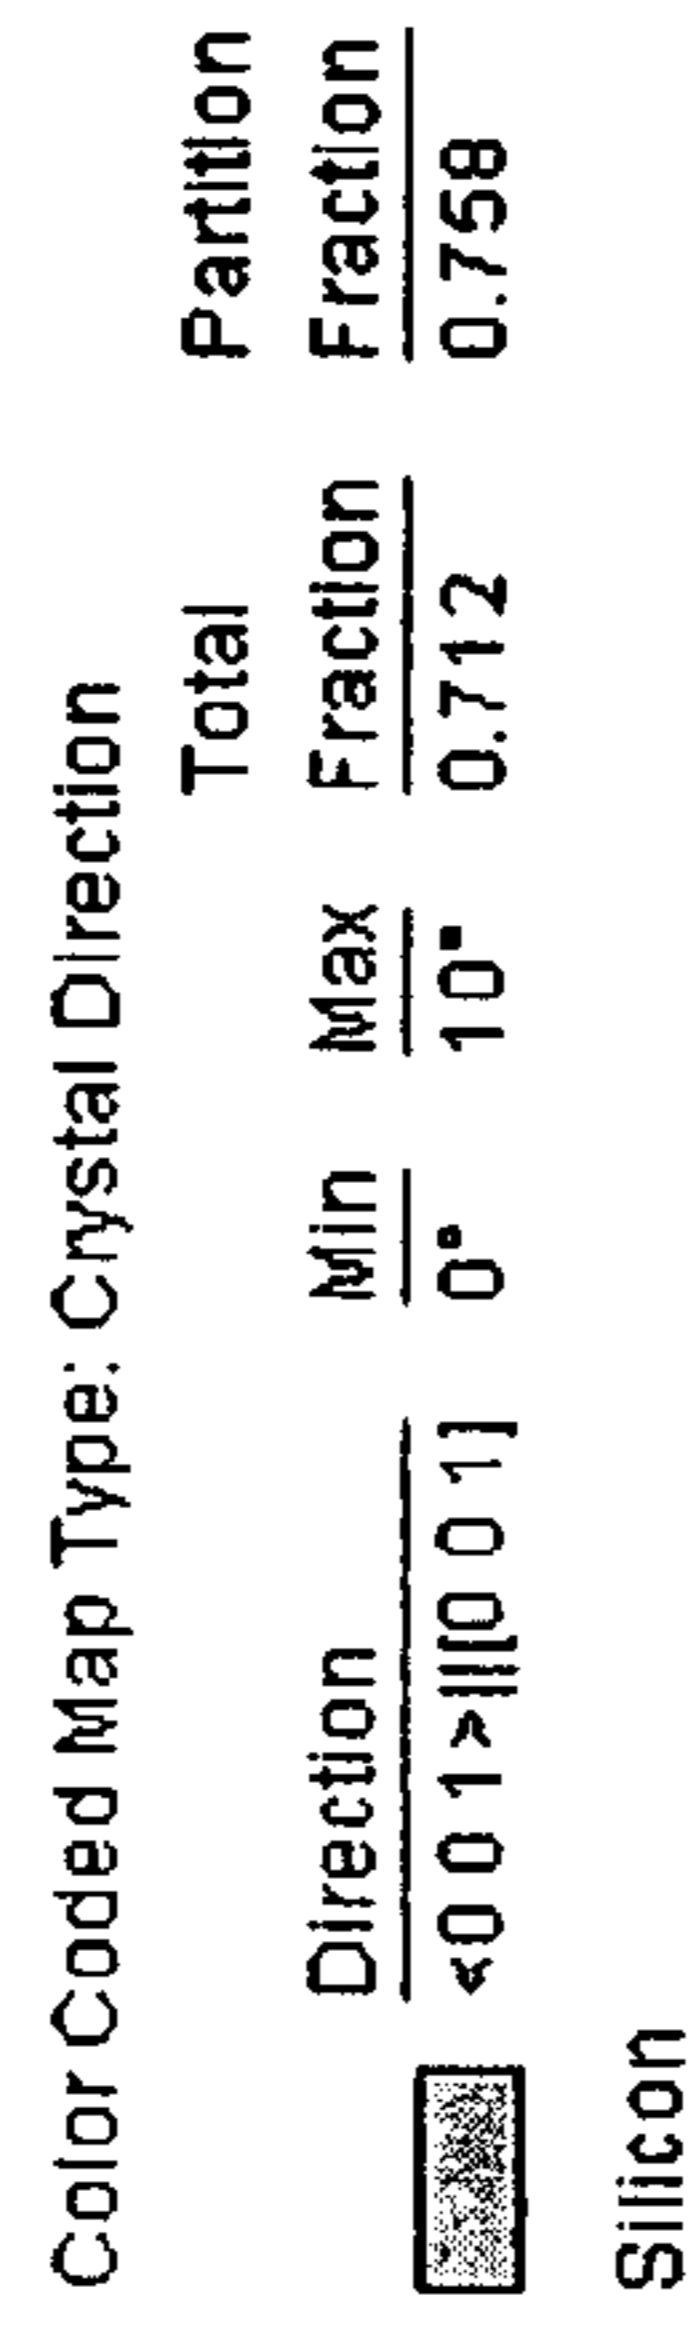 Color Coded Map Type: Crystal Direction
Total Partition
Direction Min Max Fraction Fraction
<0 0 1>||[0 0 1] 0° 10° 0.712 0.758
Silicon